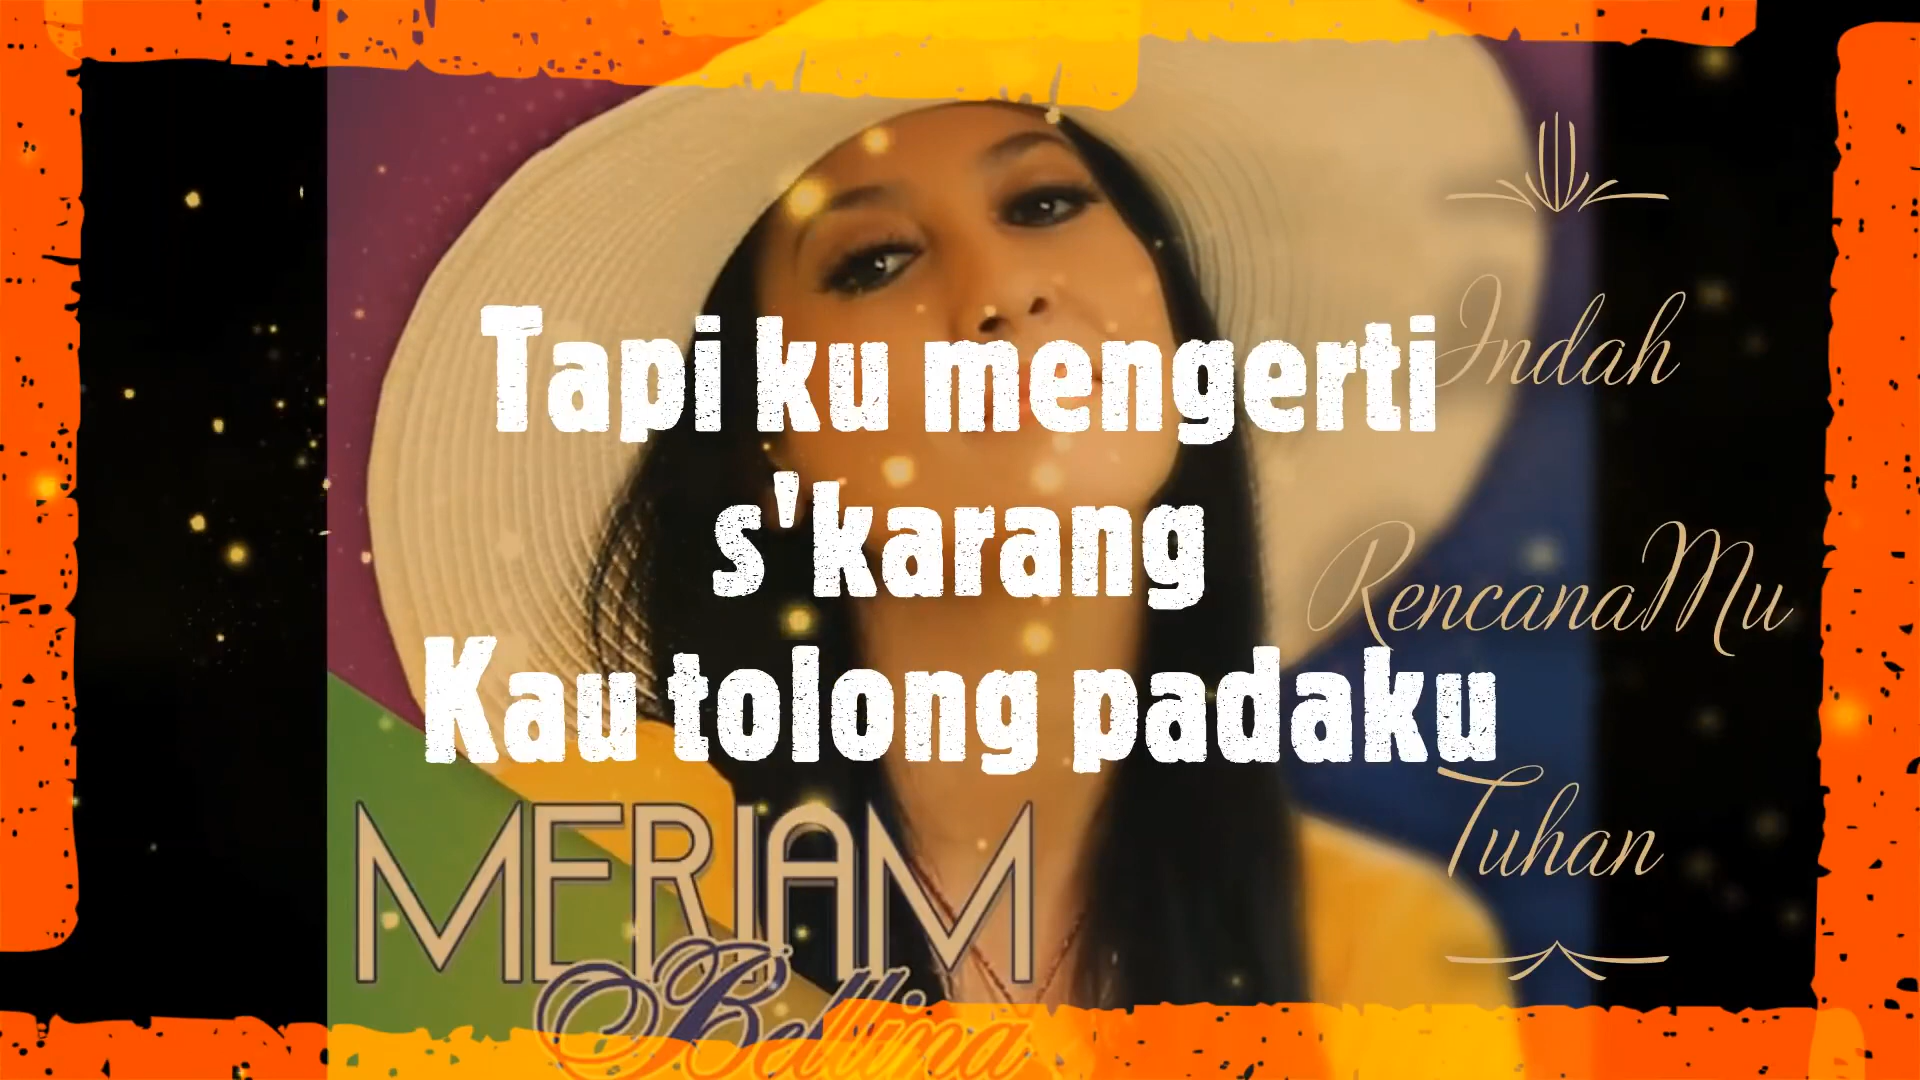 Tapi ku mengerti
s'karang
Kau tolong padaku
Indah
RencanaMu
Tuhan
MERIAM
Bellina